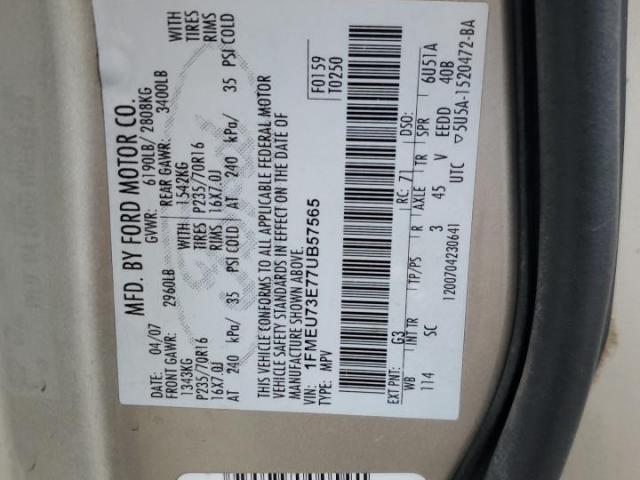 MFD. BY FORD MOTOR CO.
DATE: 04/07 GVWR: 6190LB/ 2808KG
FRONT GAWR: 2960LB REAR GAWR: 3400LB
1343KG 1542KG WITH
P235/70R16 TIRES P235/70R16 TIRES
16X7.0J RIMS 16X7.0J RIMS
AT 240 kPa/ 35 PSI COLD AT 240 kPa/ 35 PSI COLD
THIS VEHICLE CONFORMS TO ALL APPLICABLE FEDERAL MOTOR
VEHICLE SAFETY STANDARDS IN EFFECT ON THE DATE OF
MANUFACTURE SHOWN ABOVE.
VIN: 1FMEU73E77UB57565
TYPE: MPV
F0159
T0250
EXT PNT: G3 RC: 71 DSO:
WB INT TR TP/PS R AXLE TR SPR 6U51A
114 SC 3 45 V EEDD 40B
1200704230641 UTC ▽5U5A-1520472-BA